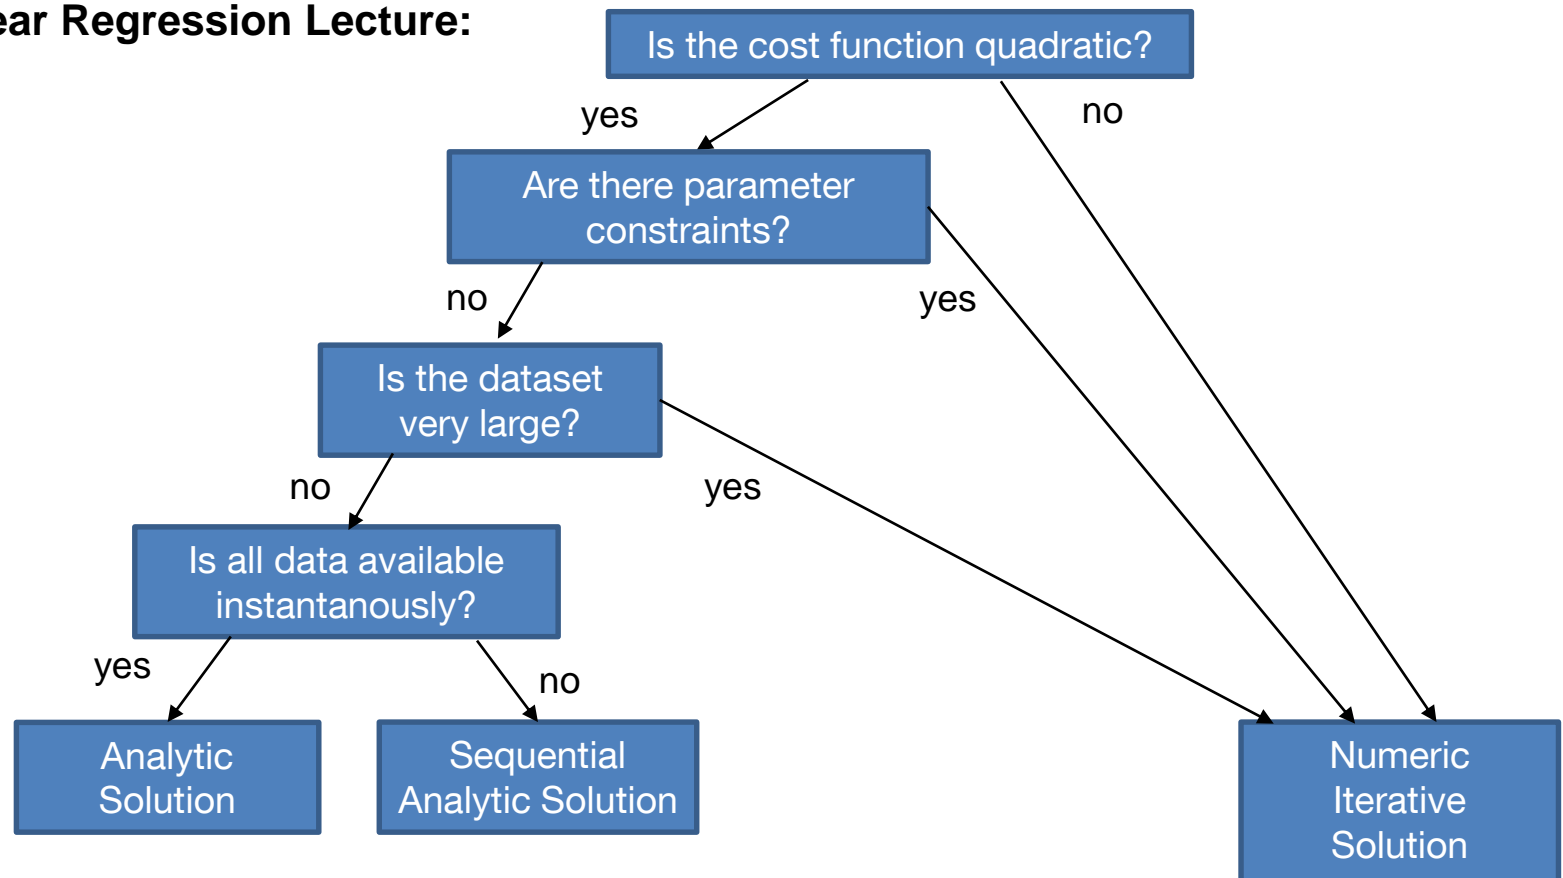 ear Regression Lecture:
Is the cost function quadratic?
yes
no
Are there parameter
constraints?
no
yes
Is the dataset
very large?
no
yes
Is all data available
instantanously?
yes
no
Analytic
Solution
Sequential
Analytic Solution
Numeric
Iterative
Solution